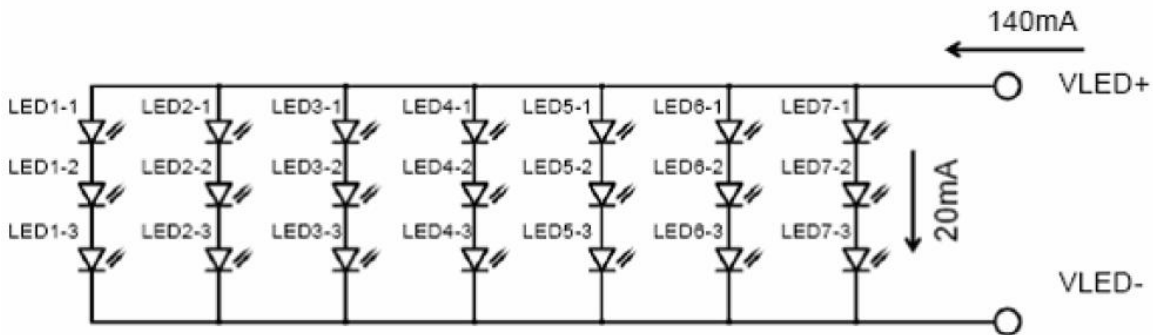 140mA
VLED+
LED1-1 LED2-1 LED3-1 LED4-1 LED5-1 LED6-1 LED7-1
LED1-2 LED2-2 LED3-2 LED4-2 LED5-2 LED6-2 LED7-2
20mA
LED1-3 LED2-3 LED3-3 LED4-3 LED5-3 LED6-3 LED7-3
VLED-